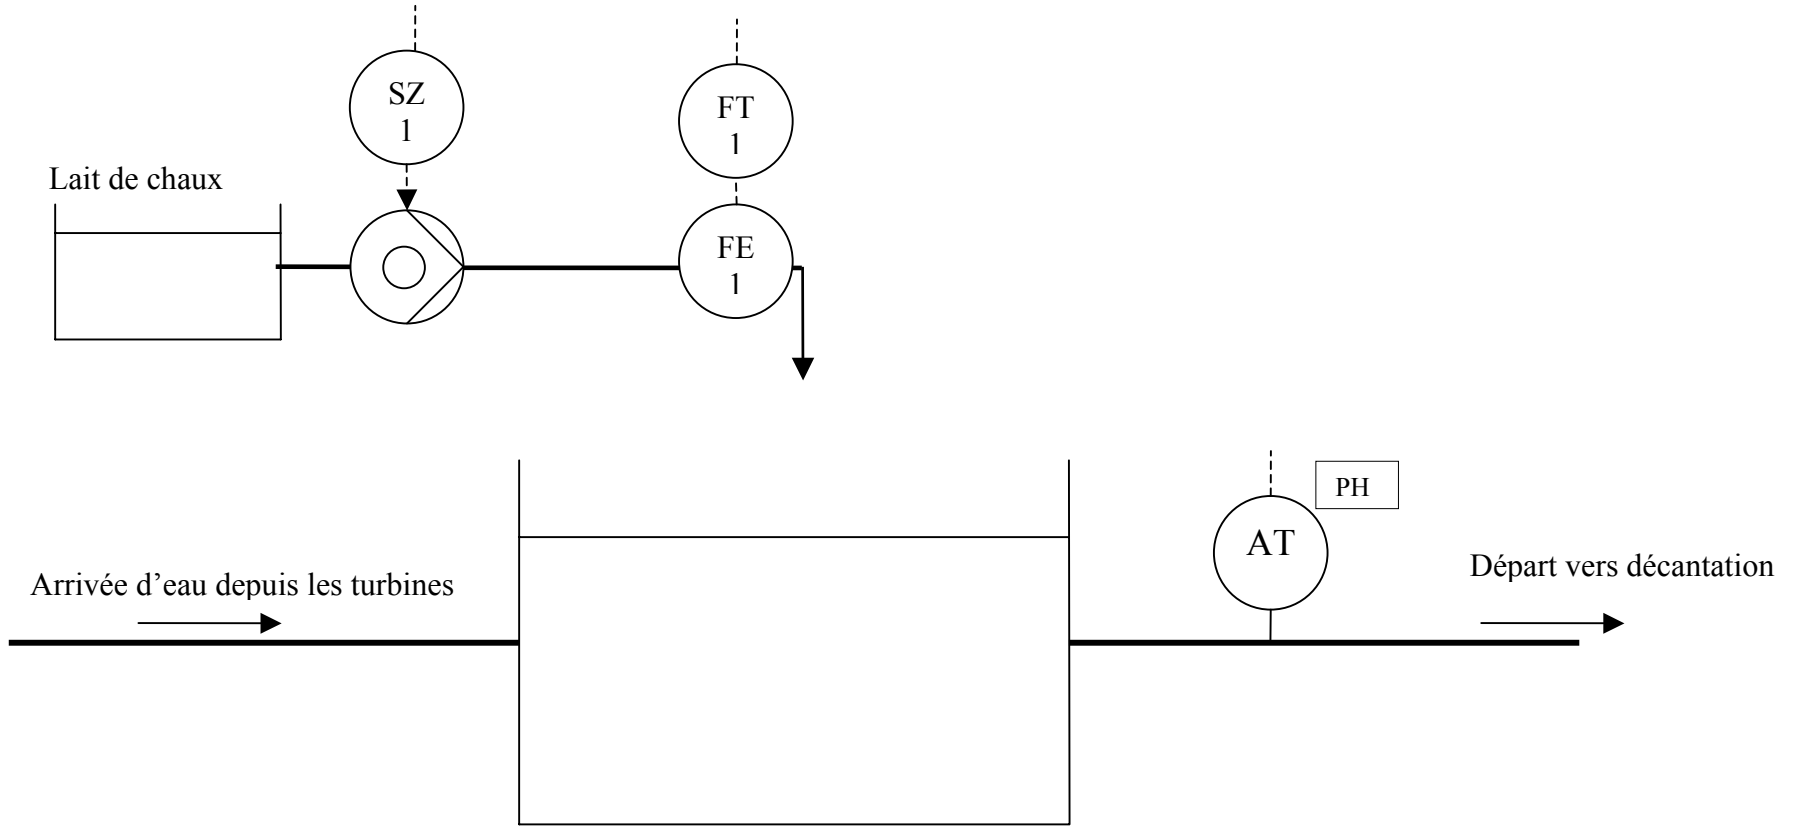 SZ
1
FT
1
Lait de chaux
FE
1
PH
AT
Arrivée d’eau depuis les turbines
Départ vers décantation